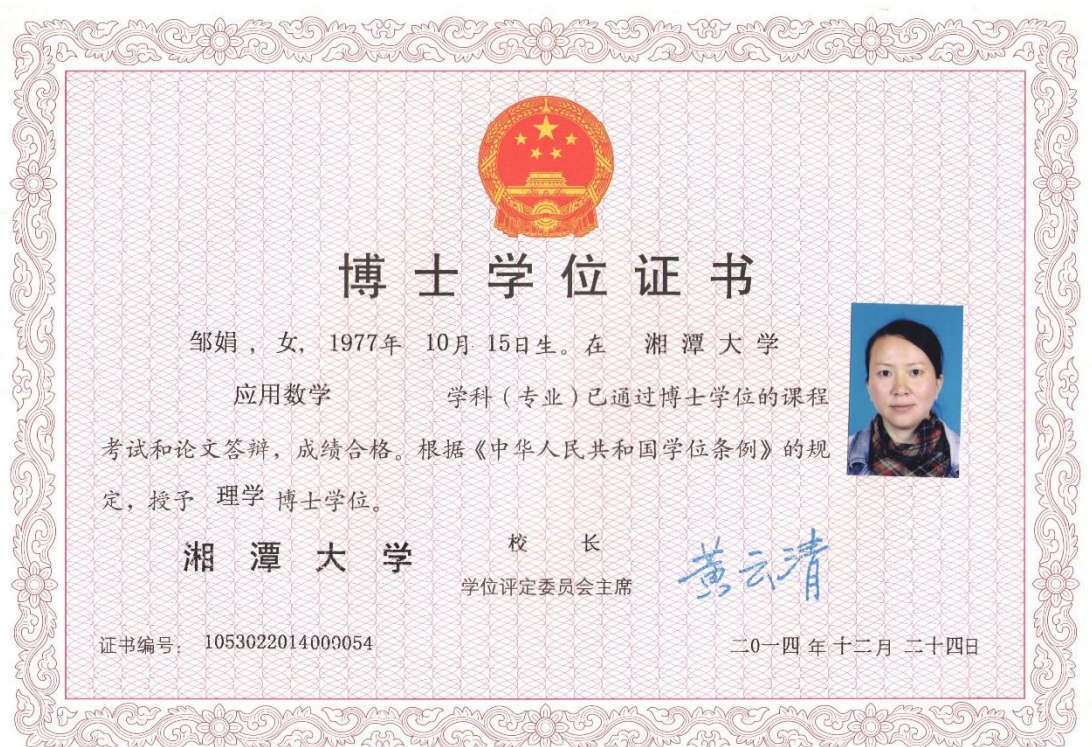 博士学位证书
邹娟，女，1977年 10月 15日生。在 湘潭大学
应用数学 学科（专业）已通过博士学位的课程
考试和论文答辩，成绩合格。根据《中华人民共和国学位条例》的规
定，授予 理学 博士学位。
湘潭大学
校 长
学位评定委员会主席
黄云清
证书编号：1053022014009054
二0一四年十二月二十四日